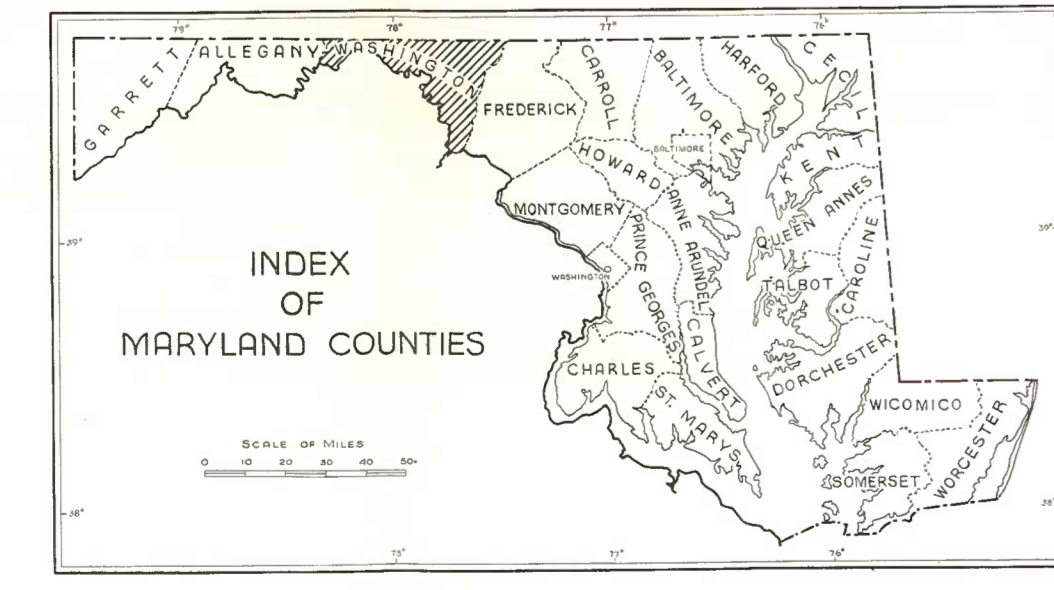 79°
78°
77°
76°
GARRETT
ALLEGANY
WASHINGTON
FREDERICK
CARROLL
BALTIMORE
HARFORD
CECIL
BALTIMORE
HOWARD
KENT
MONTGOMERY
ANNE ARUNDEL
QUEEN ANNES
39°
39°
PRINCE GEORGES
WASHINGTON
TALBOT
CAROLINE
INDEX
OF
MARYLAND COUNTIES
CHARLES
CALVERT
DORCHESTER
ST. MARYS
WICOMICO
WORCESTER
SOMERSET
SCALE OF MILES
0 10 20 30 40 50
38°
38°
77°
76°